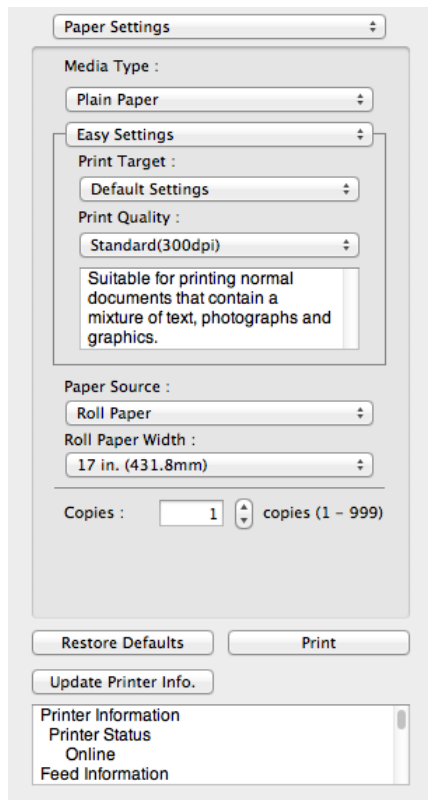 Paper Settings
Media Type :
Plain Paper
Easy Settings
Print Target :
Default Settings
Print Quality :
Standard(300dpi)
Suitable for printing normal
documents that contain a
mixture of text, photographs and
graphics.
Paper Source :
Roll Paper
Roll Paper Width :
17 in. (431.8mm)
Copies : 1 copies (1 – 999)
Restore Defaults Print
Update Printer Info.
Printer Information
Printer Status
Online
Feed Information